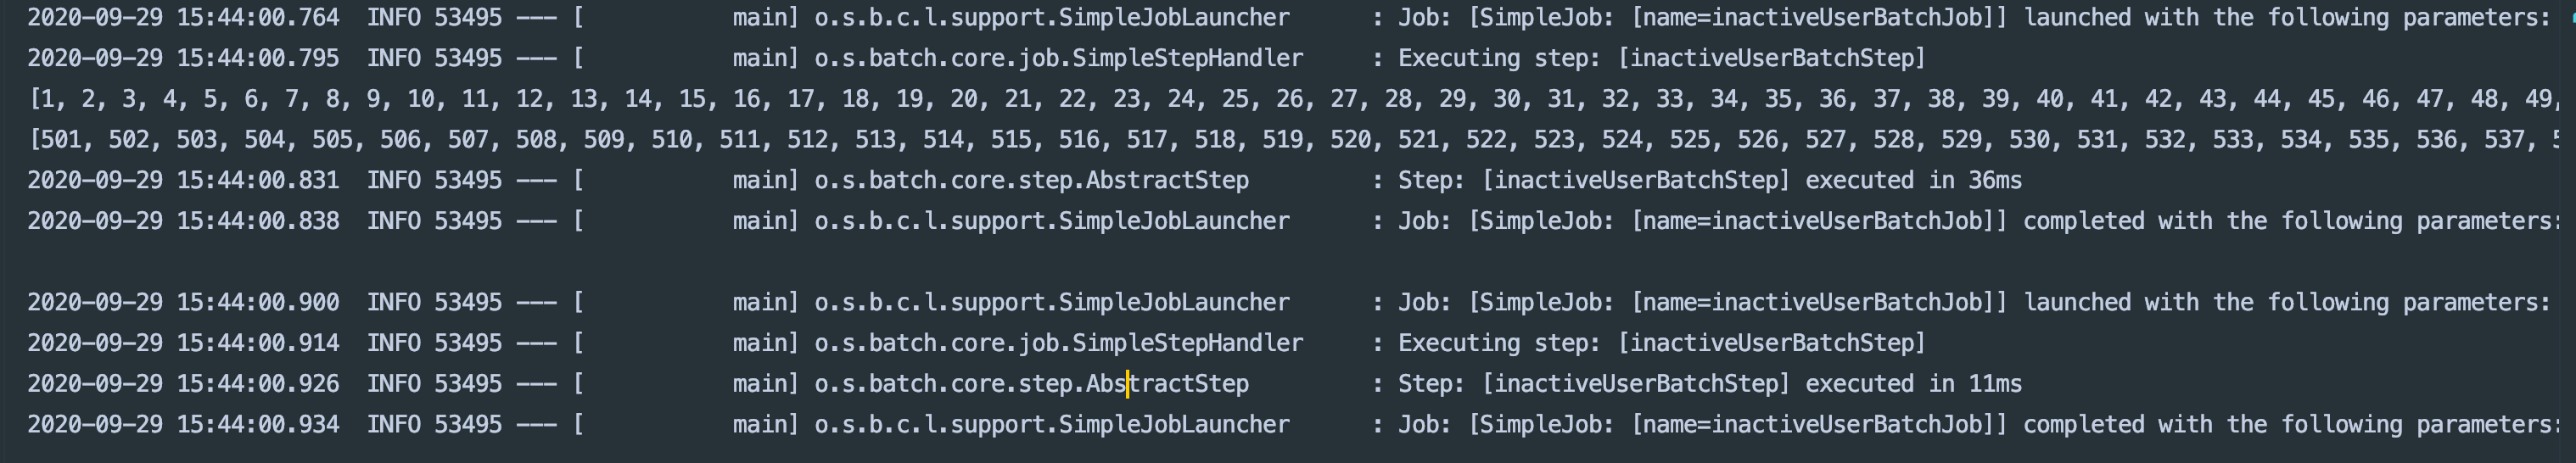 2020-09-29 15:44:00.764  INFO 53495 --- [           main] o.s.b.c.l.support.SimpleJobLauncher      : Job: [SimpleJob: [name=inactiveUserBatchJob]] launched with the following parameters:
2020-09-29 15:44:00.795  INFO 53495 --- [           main] o.s.batch.core.job.SimpleStepHandler     : Executing step: [inactiveUserBatchStep]
[1, 2, 3, 4, 5, 6, 7, 8, 9, 10, 11, 12, 13, 14, 15, 16, 17, 18, 19, 20, 21, 22, 23, 24, 25, 26, 27, 28, 29, 30, 31, 32, 33, 34, 35, 36, 37, 38, 39, 40, 41, 42, 43, 44, 45, 46, 47, 48, 49,
[501, 502, 503, 504, 505, 506, 507, 508, 509, 510, 511, 512, 513, 514, 515, 516, 517, 518, 519, 520, 521, 522, 523, 524, 525, 526, 527, 528, 529, 530, 531, 532, 533, 534, 535, 536, 537,
2020-09-29 15:44:00.831  INFO 53495 --- [           main] o.s.batch.core.step.AbstractStep         : Step: [inactiveUserBatchStep] executed in 36ms
2020-09-29 15:44:00.838  INFO 53495 --- [           main] o.s.b.c.l.support.SimpleJobLauncher      : Job: [SimpleJob: [name=inactiveUserBatchJob]] completed with the following parameters:
2020-09-29 15:44:00.900  INFO 53495 --- [           main] o.s.b.c.l.support.SimpleJobLauncher      : Job: [SimpleJob: [name=inactiveUserBatchJob]] launched with the following parameters:
2020-09-29 15:44:00.914  INFO 53495 --- [           main] o.s.batch.core.job.SimpleStepHandler     : Executing step: [inactiveUserBatchStep]
2020-09-29 15:44:00.926  INFO 53495 --- [           main] o.s.batch.core.step.AbstractStep         : Step: [inactiveUserBatchStep] executed in 11ms
2020-09-29 15:44:00.934  INFO 53495 --- [           main] o.s.b.c.l.support.SimpleJobLauncher      : Job: [SimpleJob: [name=inactiveUserBatchJob]] completed with the following parameters: